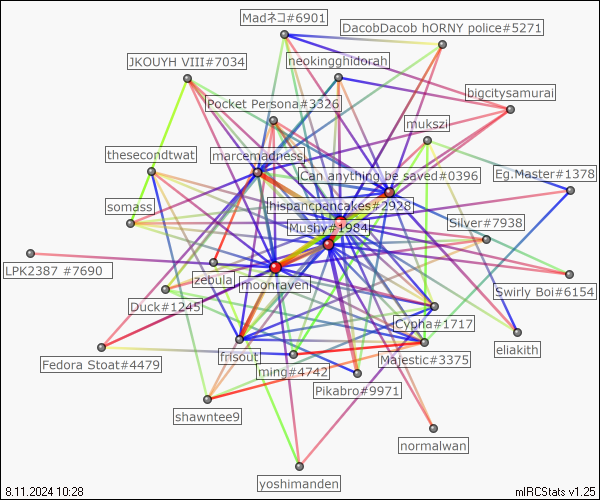 Madネコ#6901
DacobDacob hORNY police#5271
JKOUYH VIII#7034
neokingghidorah
bigcitysamurai
Pocket Persona#3326
mukszi
thesecondtwat
marcemadness
Can anything be saved#0396
Eg.Master#1378
somass
hispancpancakes#2928
Mushy#1984
Silver#7938
LPK2387 #7690
zebula
moonraven
Swirly Boi#6154
Duck#1245
Cypha#1717
eliakith
Fedora Stoat#4479
frisout
Majestic#3375
ming#4742
Pikabro#9971
shawntee9
normalwan
yoshimanden
8.11.2024 10:28
mIRCStats v1.25